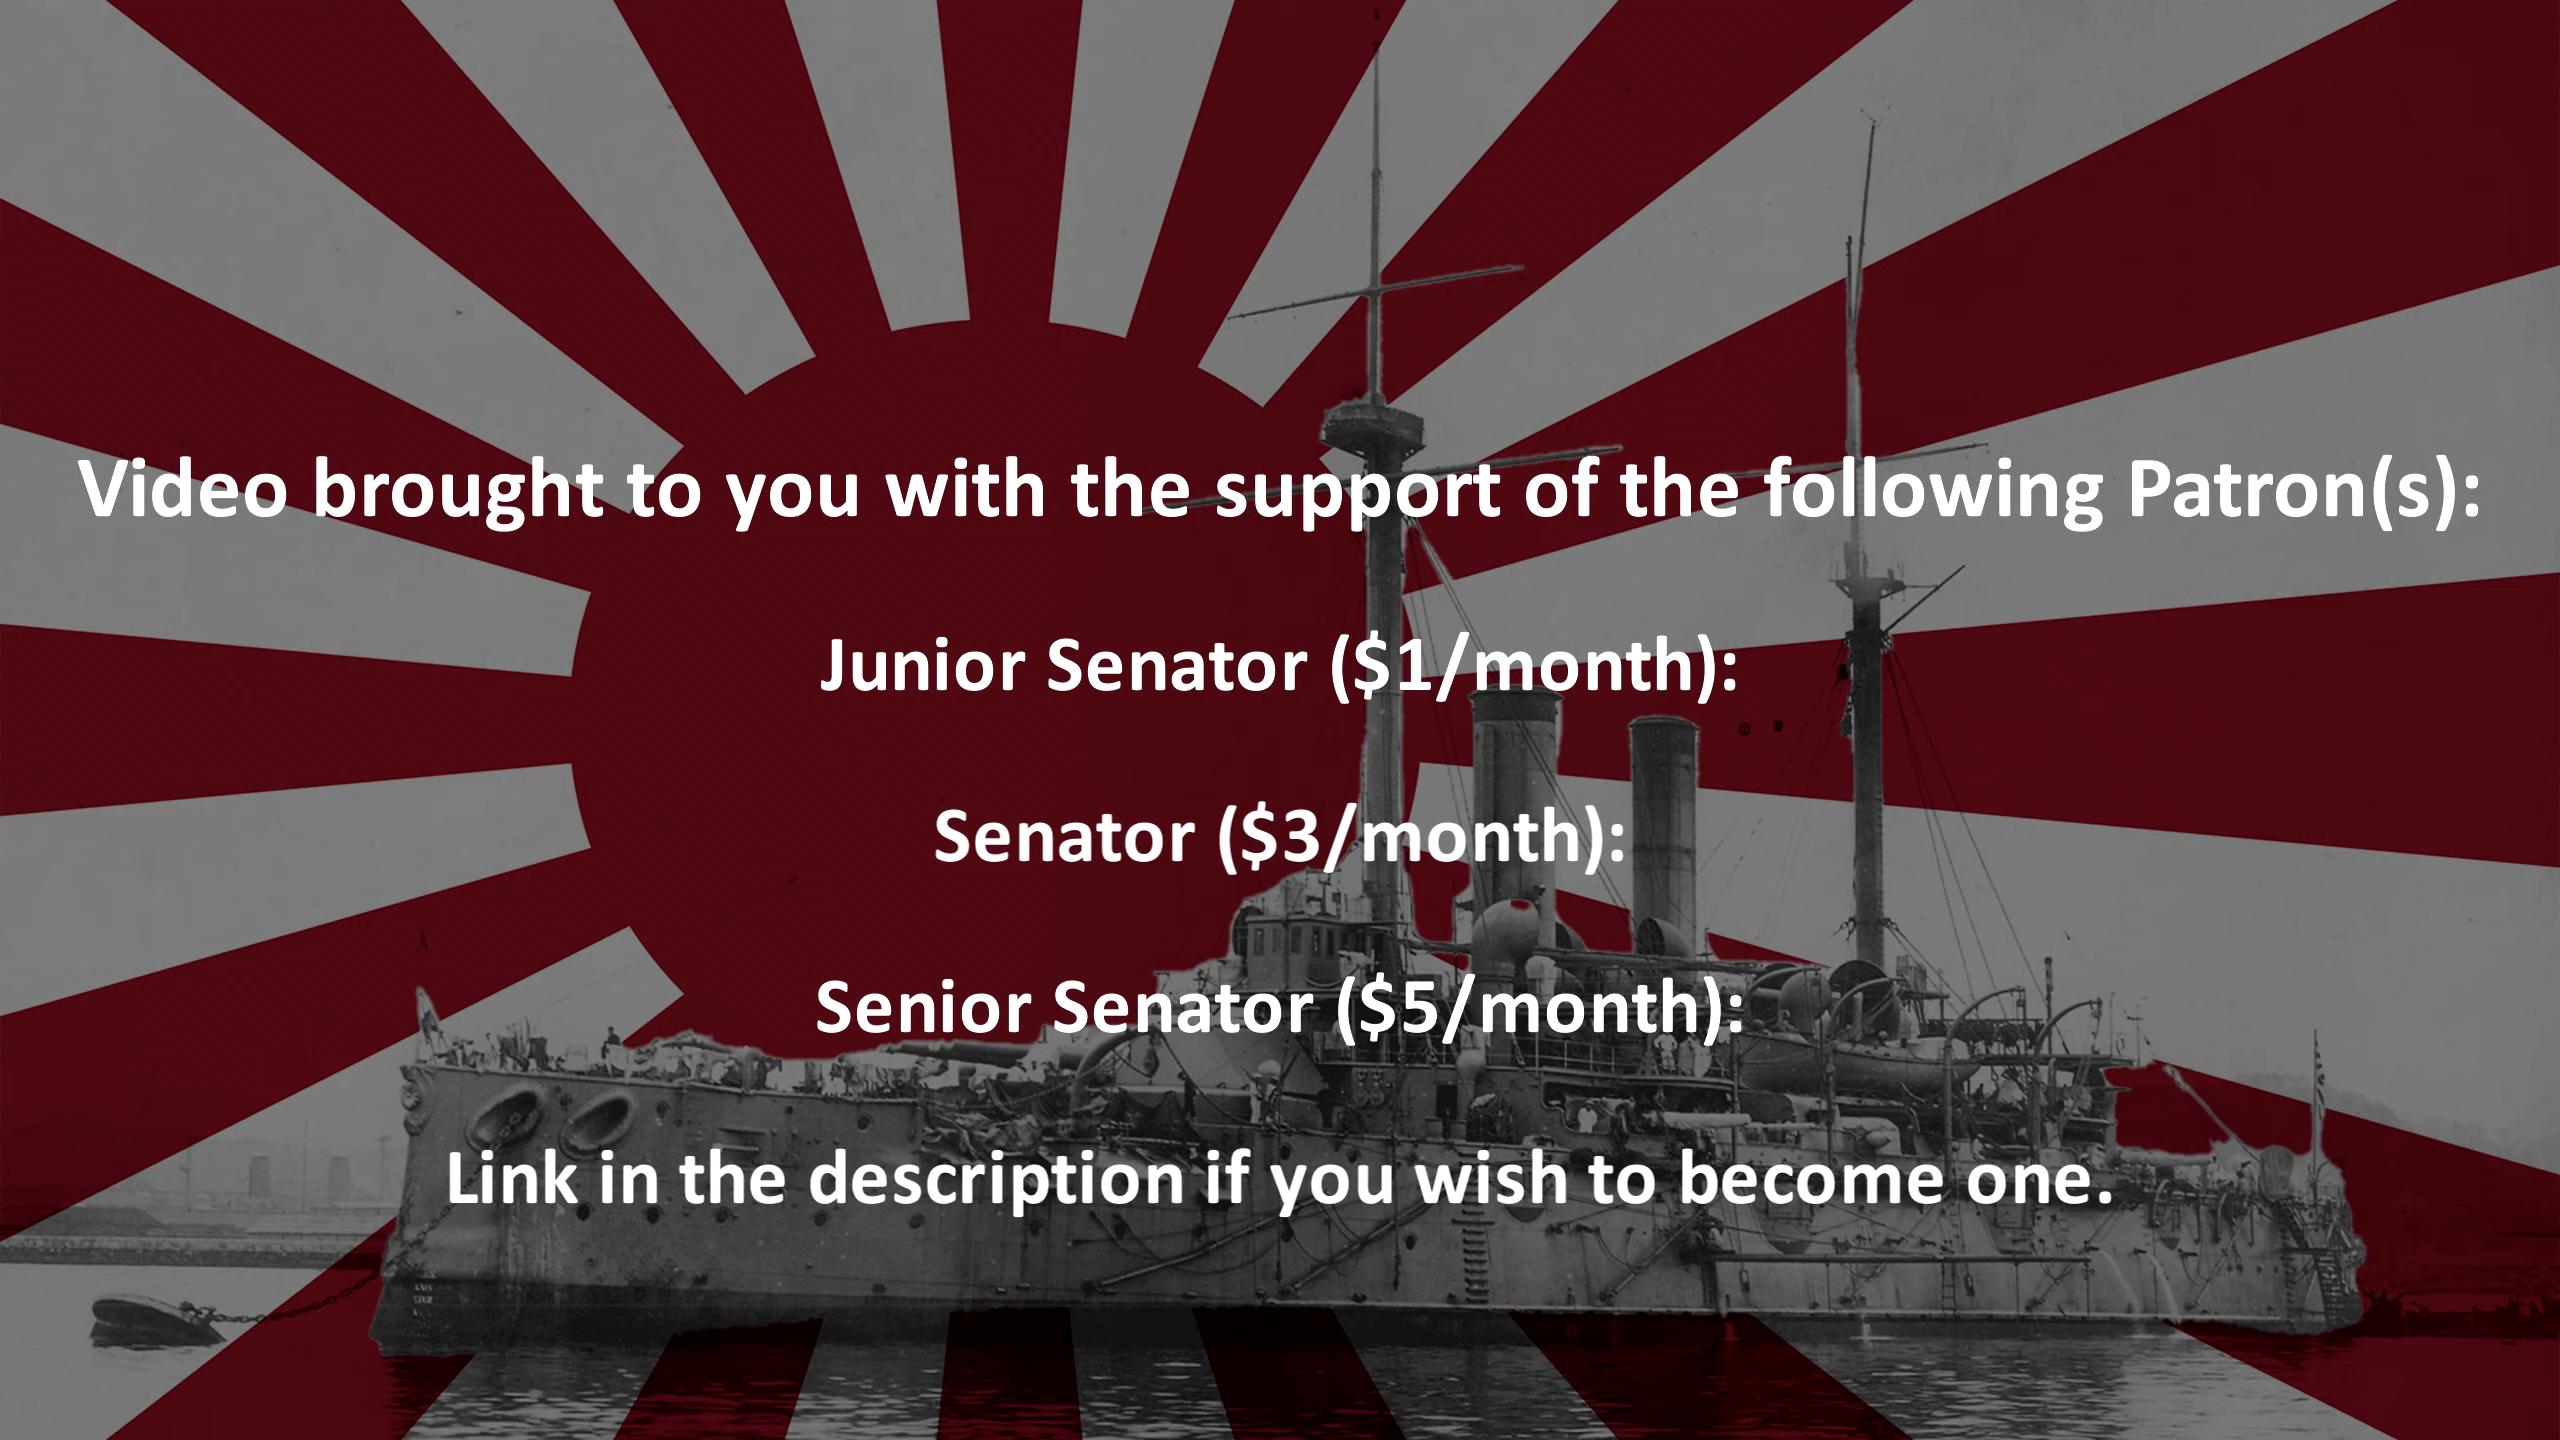 Video brought to you with the support of the following Patron(s):
Junior Senator ($1/month):
Senator ($3/month):
Senior Senator ($5/month):
Link in the description if you wish to become one.